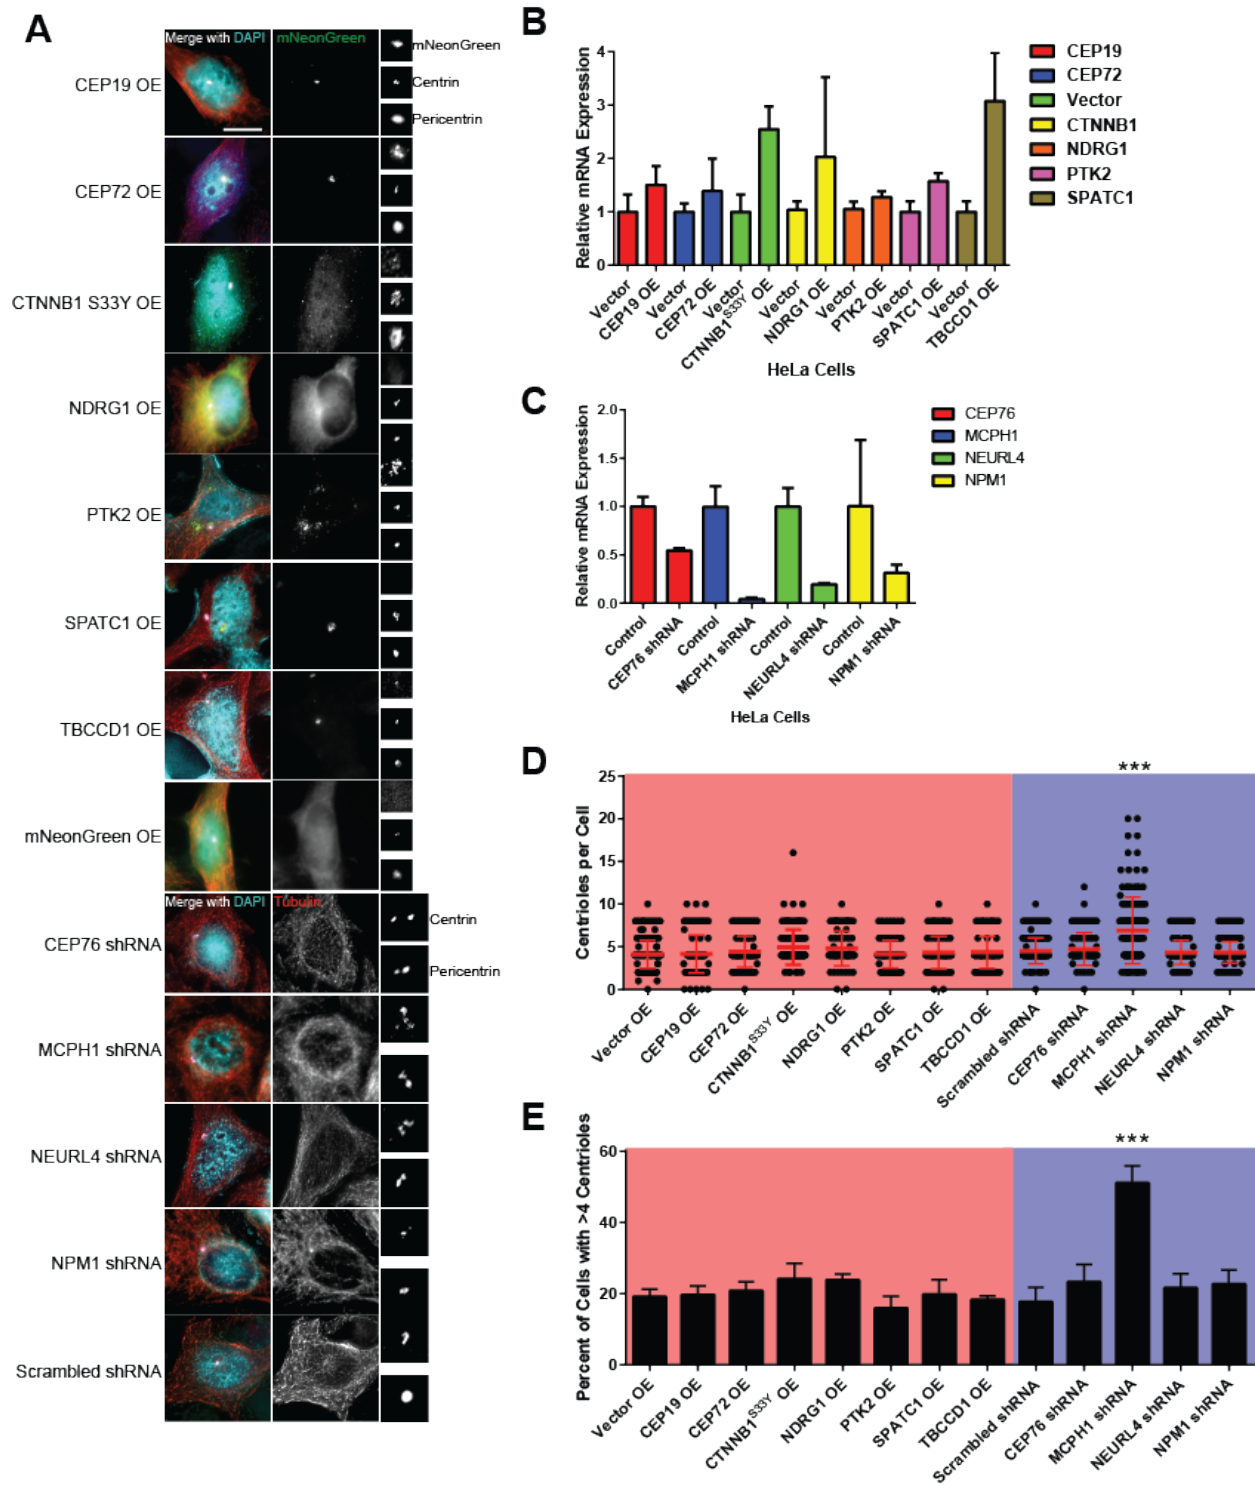 A
Merge with DAPI
mNeonGreen
mNeonGreen
Centrin
Pericentrin
CEP19 OE
CEP72 OE
CTNNB1 S33Y OE
NDRG1 OE
PTK2 OE
SPATC1 OE
TBCCD1 OE
mNeonGreen OE
Merge with DAPI
Tubulin
Centrin
Pericentrin
CEP76 shRNA
MCPH1 shRNA
NEURL4 shRNA
NPM1 shRNA
Scrambled shRNA
B
Relative mRNA Expression
4
3
2
1
0
Vector
CEP19 OE
Vector
CEP72 OE
Vector
CTNNB1 S33Y OE
Vector
NDRG1 OE
Vector
PTK2 OE
Vector
SPATC1 OE
Vector
TBCCD1 OE
HeLa Cells
CEP19
CEP72
Vector
CTNNB1
NDRG1
PTK2
SPATC1
C
Relative mRNA Expression
2.0
1.5
1.0
0.5
0.0
Control
CEP76 shRNA
Control
MCPH1 shRNA
Control
NEURL4 shRNA
Control
NPM1 shRNA
HeLa Cells
CEP76
MCPH1
NEURL4
NPM1
D
Centrioles per Cell
25
20
15
10
5
0
***
Vector OE
CEP19 OE
CEP72 OE
CTNNB1 S33Y OE
NDRG1 OE
PTK2 OE
SPATC1 OE
TBCCD1 OE
Scrambled shRNA
CEP76 shRNA
MCPH1 shRNA
NEURL4 shRNA
NPM1 shRNA
E
Percent of Cells with >4 Centrioles
60
40
20
0
***
Vector OE
CEP19 OE
CEP72 OE
CTNNB1 S33Y OE
NDRG1 OE
PTK2 OE
SPATC1 OE
TBCCD1 OE
Scrambled shRNA
CEP76 shRNA
MCPH1 shRNA
NEURL4 shRNA
NPM1 shRNA